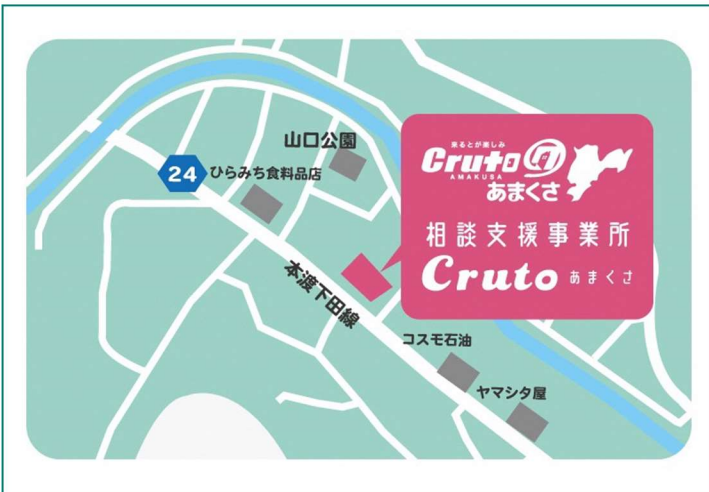 山口公園
24
ひらみち食料品店
本渡下田線
来るとが楽しみ
Cruto
AMAKUSA
あまくさ
相談支援事業所
Cruto あまくさ
コスモ石油
ヤマシタ屋